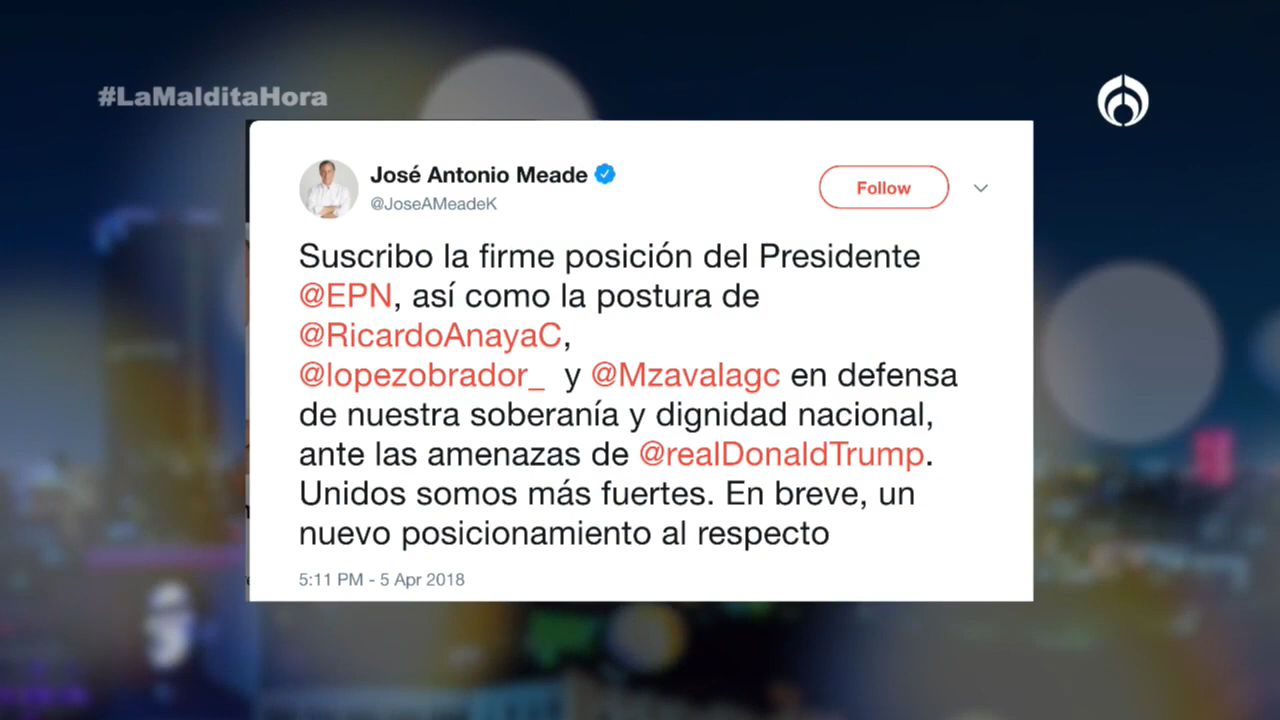 #LaMalditaHora
José Antonio Meade
@JoseAMeadeK
Follow
Suscribo la firme posición del Presidente
@EPN, así como la postura de
@RicardoAnayaC,
@lopezobrador_ y @Mzavalagc en defensa
de nuestra soberanía y dignidad nacional,
ante las amenazas de @realDonaldTrump.
Unidos somos más fuertes. En breve, un
nuevo posicionamiento al respecto
5:11 PM - 5 Apr 2018